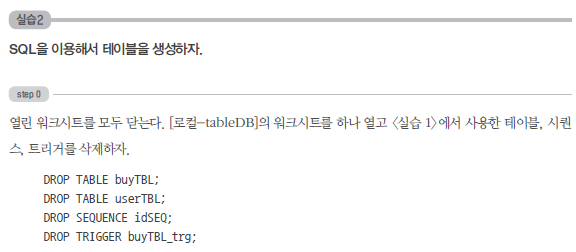 실습2
SQL을 이용해서 테이블을 생성하자.
step 0
열린 워크시트를 모두 닫는다. [로컬-tableDB]의 워크시트를 하나 열고 〈실습 1〉에서 사용한 테이블, 시퀀
스, 트리거를 삭제하자.
DROP TABLE buyTBL;
DROP TABLE userTBL;
DROP SEQUENCE idSEQ;
DROP TRIGGER buyTBL_trg;